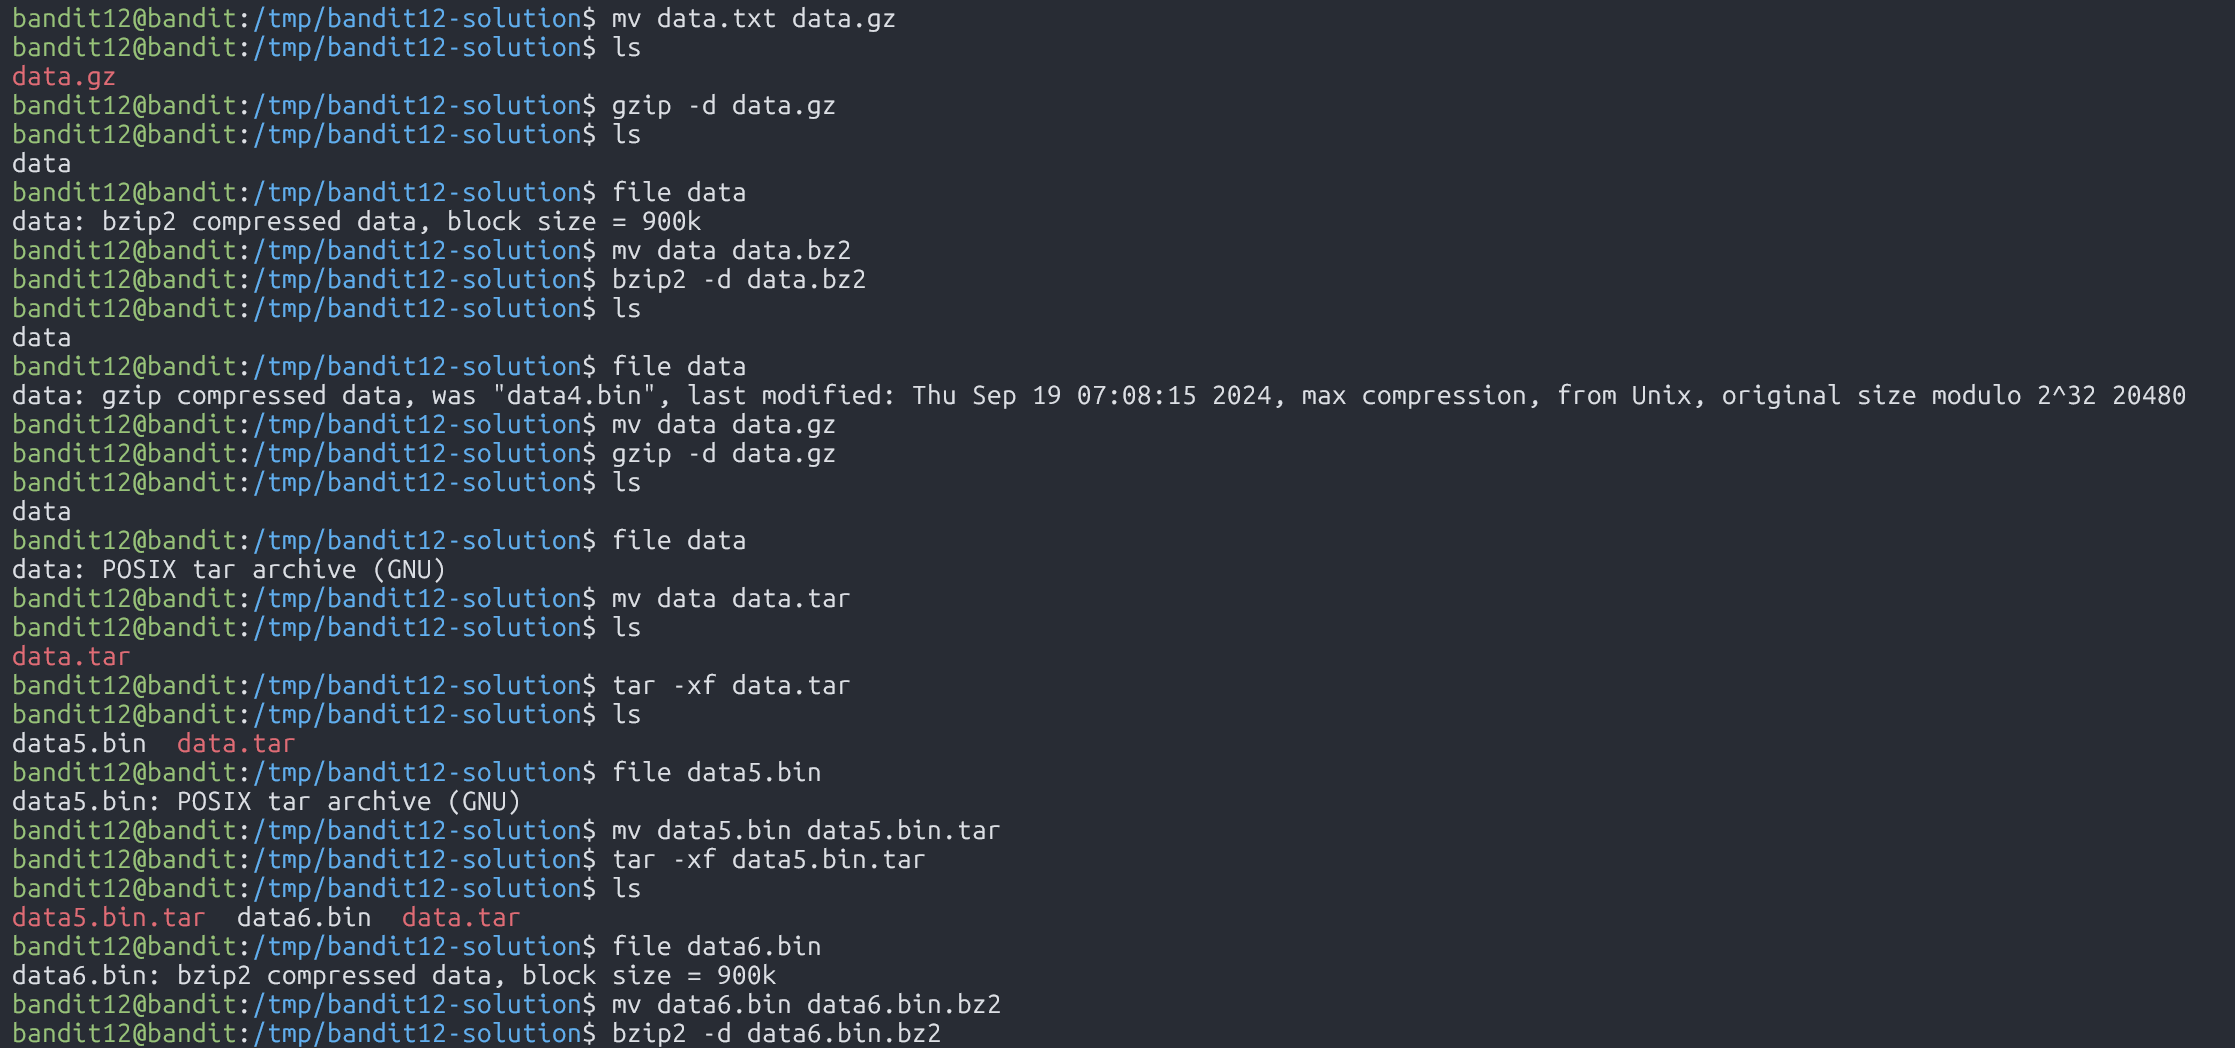 bandit12@bandit:/tmp/bandit12-solution$ mv data.txt data.gz
bandit12@bandit:/tmp/bandit12-solution$ ls
data.gz
bandit12@bandit:/tmp/bandit12-solution$ gzip -d data.gz
bandit12@bandit:/tmp/bandit12-solution$ ls
data
bandit12@bandit:/tmp/bandit12-solution$ file data
data: bzip2 compressed data, block size = 900k
bandit12@bandit:/tmp/bandit12-solution$ mv data data.bz2
bandit12@bandit:/tmp/bandit12-solution$ bzip2 -d data.bz2
bandit12@bandit:/tmp/bandit12-solution$ ls
data
bandit12@bandit:/tmp/bandit12-solution$ file data
data: gzip compressed data, was "data4.bin", last modified: Thu Sep 19 07:08:15 2024, max compression, from Unix, original size modulo 2^32 20480
bandit12@bandit:/tmp/bandit12-solution$ mv data data.gz
bandit12@bandit:/tmp/bandit12-solution$ gzip -d data.gz
bandit12@bandit:/tmp/bandit12-solution$ ls
data
bandit12@bandit:/tmp/bandit12-solution$ file data
data: POSIX tar archive (GNU)
bandit12@bandit:/tmp/bandit12-solution$ mv data data.tar
bandit12@bandit:/tmp/bandit12-solution$ ls
data.tar
bandit12@bandit:/tmp/bandit12-solution$ tar -xf data.tar
bandit12@bandit:/tmp/bandit12-solution$ ls
data5.bin  data.tar
bandit12@bandit:/tmp/bandit12-solution$ file data5.bin
data5.bin: POSIX tar archive (GNU)
bandit12@bandit:/tmp/bandit12-solution$ mv data5.bin data5.bin.tar
bandit12@bandit:/tmp/bandit12-solution$ tar -xf data5.bin.tar
bandit12@bandit:/tmp/bandit12-solution$ ls
data5.bin.tar  data6.bin  data.tar
bandit12@bandit:/tmp/bandit12-solution$ file data6.bin
data6.bin: bzip2 compressed data, block size = 900k
bandit12@bandit:/tmp/bandit12-solution$ mv data6.bin data6.bin.bz2
bandit12@bandit:/tmp/bandit12-solution$ bzip2 -d data6.bin.bz2